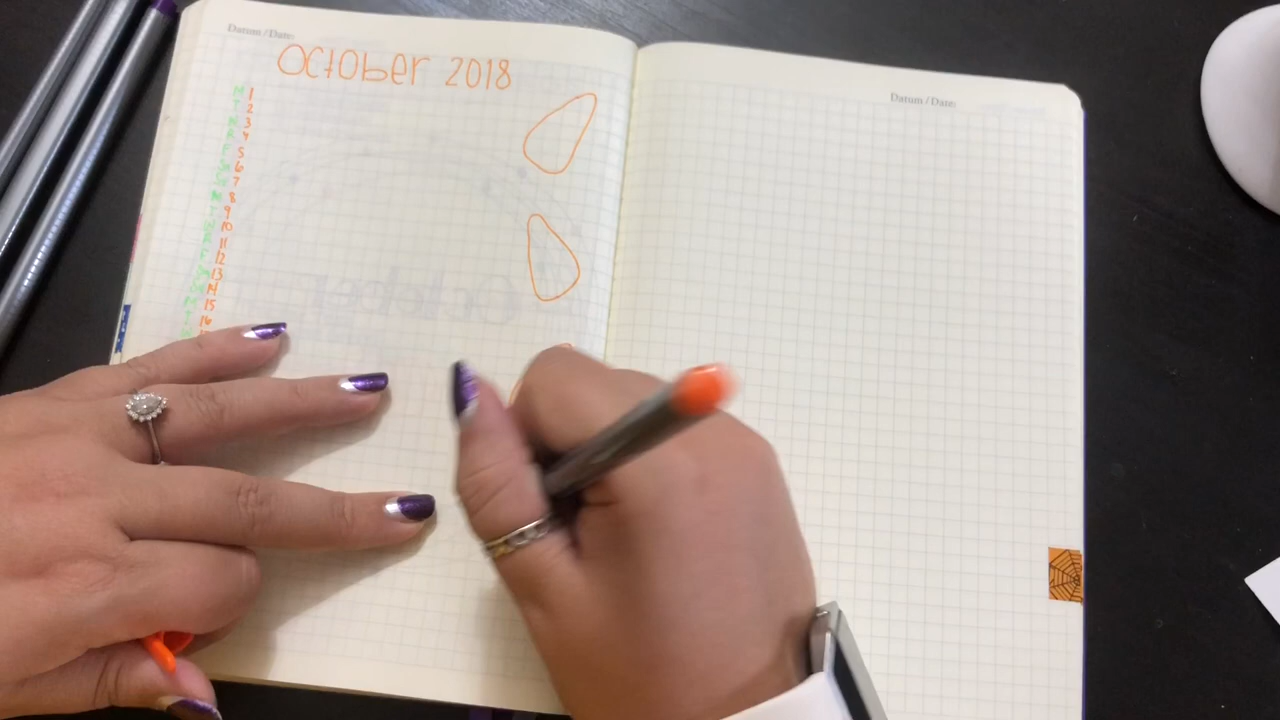 Datum / Date:
October 2018
M 1
T 2
W 3
R 4
F 5
S 6
S 7
M 8
T 9
W 10
R 11
F 12
S 13
S 14
M 15
T 16
Datum / Date: